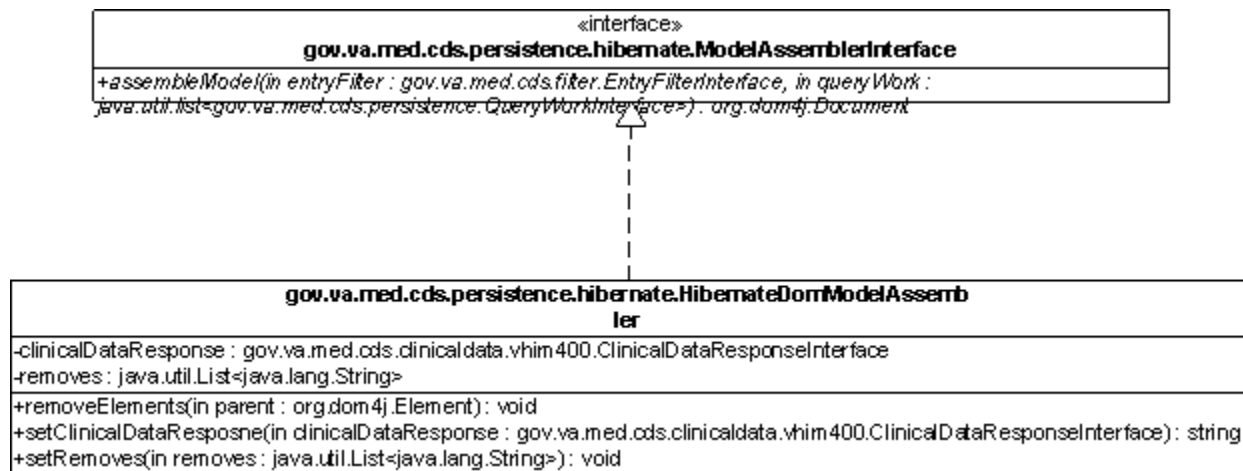 «interface»
gov.va.med.cds.persistence.hibernate.ModelAssemblerInterface
+assembleModel(in entryFilter : gov.va.med.cds.filter.EntryFilterInterface, in queryWork :
java.util.list<gov.va.med.cds.persistence.QueryWorkInterface>) : org.dom4j.Document
gov.va.med.cds.persistence.hibernate.HibernateDomModelAssemb
ler
-clinicalDataResponse : gov.va.med.cds.clinicaldata.vhim400.ClinicalDataResponseInterface
-removes : java.util.List<java.lang.String>
+removeElements(in parent : org.dom4j.Element) : void
+setClinicalDataResposne(in clinicalDataResponse : gov.va.med.cds.clinicaldata.vhim400.ClinicalDataResponseInterface) : string
+setRemoves(in removes : java.util.List<java.lang.String>) : void